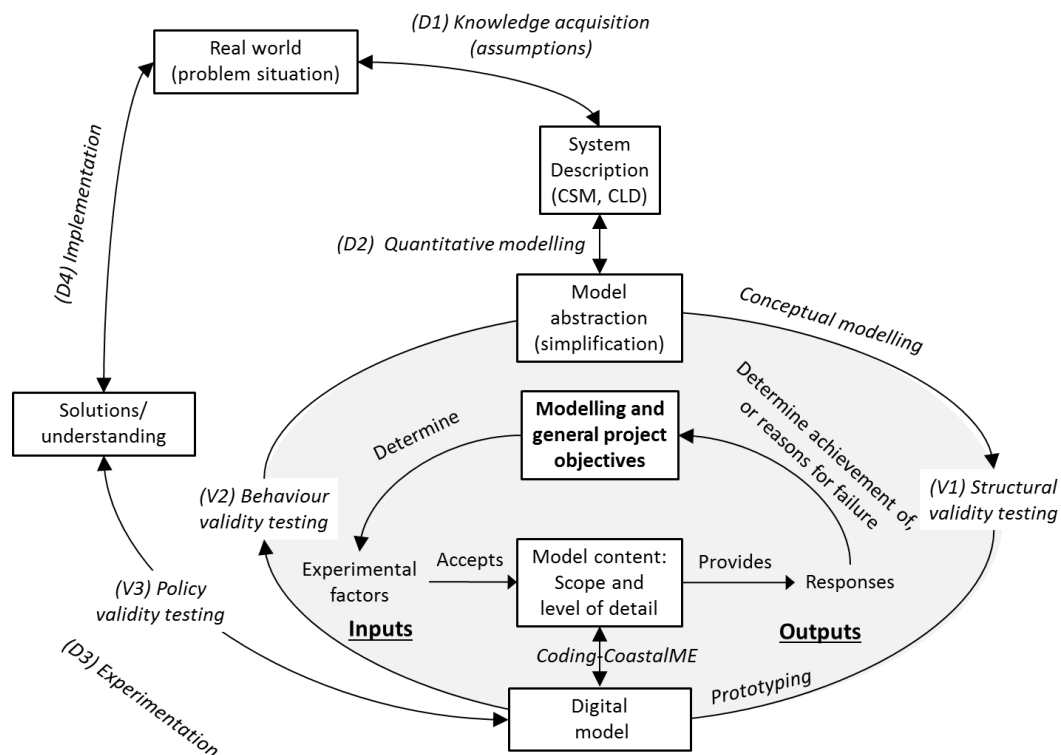 (D1) Knowledge acquisition
(assumptions)
Real world
(problem situation)
System
Description
(CSM, CLD)
(D4) Implementation
(D2) Quantitative modelling
Model
abstraction
(simplification)
Conceptual modelling
Solutions/
understanding
Determine
Modelling and
general project
objectives
Determine achievement of,
or reasons for failure
(V2) Behaviour
validity testing
(V1) Structural
validity testing
Experimental
factors
Accepts
Model content:
Scope and
level of detail
Provides
Responses
(V3) Policy
validity testing
Inputs
Outputs
Coding-CoastalME
(D3) Experimentation
Digital
model
Prototyping